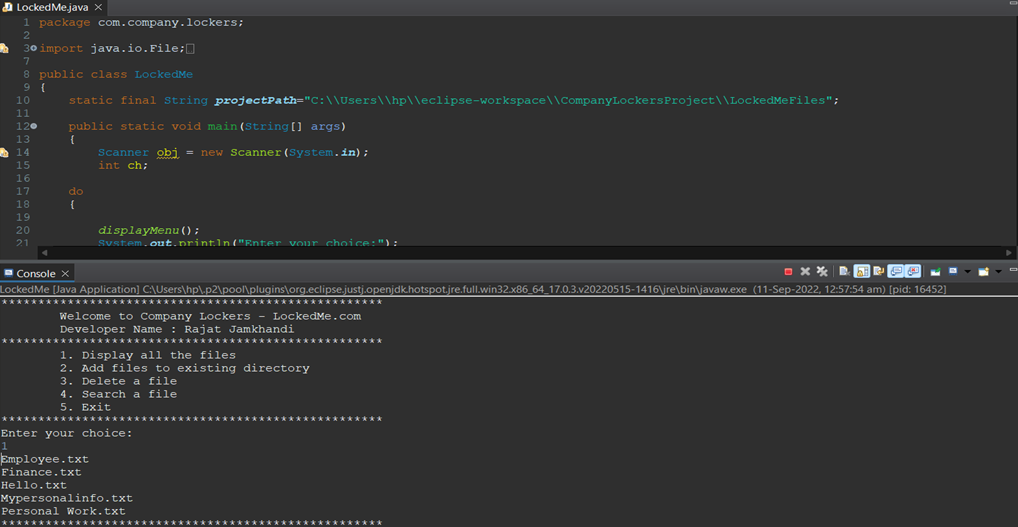 LockedMe.java
1 package com.company.lockers;
2
3 import java.io.File;
7
8 public class LockedMe
9 {
10 static final String projectPath="C:\\Users\\hp\\eclipse-workspace\\CompanyLockersProject\\LockedMeFiles";
11
12 public static void main(String[] args)
13 {
14 Scanner obj = new Scanner(System.in);
15 int ch;
16
17 do
18 {
19
20 displayMenu();
21 System.out.println("Enter your choice:");
Console
LockedMe [Java Application] C:\Users\hp\.p2\pool\plugins\org.eclipse.justj.openjdk.hotspot.jre.full.win32.x86_64_17.0.3.v20220515-1416\jre\bin\javaw.exe (11-Sep-2022, 12:57:54 am) [pid: 16452]
****************************************************
Welcome to Company Lockers - LockedMe.com
Developer Name : Rajat Jamkhandi
****************************************************
1. Display all the files
2. Add files to existing directory
3. Delete a file
4. Search a file
5. Exit
****************************************************
Enter your choice:
1
Employee.txt
Finance.txt
Hello.txt
Mypersonalinfo.txt
Personal Work.txt
****************************************************